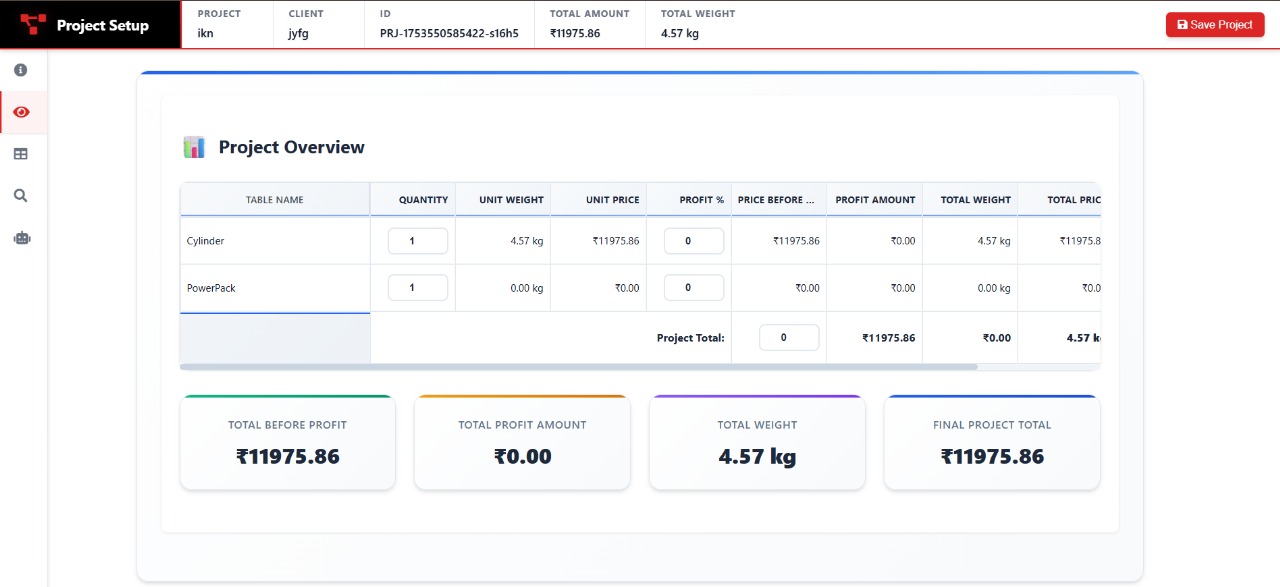 Project Setup
PROJECT CLIENT ID TOTAL AMOUNT TOTAL WEIGHT
ikn jyfg PRJ-1753550585422-s16h5 ₹11975.86 4.57 kg
Save Project
Project Overview
TABLE NAME QUANTITY UNIT WEIGHT UNIT PRICE PROFIT % PRICE BEFORE ... PROFIT AMOUNT TOTAL WEIGHT TOTAL PRIC
Cylinder 1 4.57 kg ₹11975.86 0 ₹11975.86 ₹0.00 4.57 kg ₹11975.8
PowerPack 1 0.00 kg ₹0.00 0 ₹0.00 ₹0.00 0.00 kg ₹0.0
Project Total: 0 ₹11975.86 ₹0.00 4.57 k
TOTAL BEFORE PROFIT TOTAL PROFIT AMOUNT TOTAL WEIGHT FINAL PROJECT TOTAL
₹11975.86 ₹0.00 4.57 kg ₹11975.86